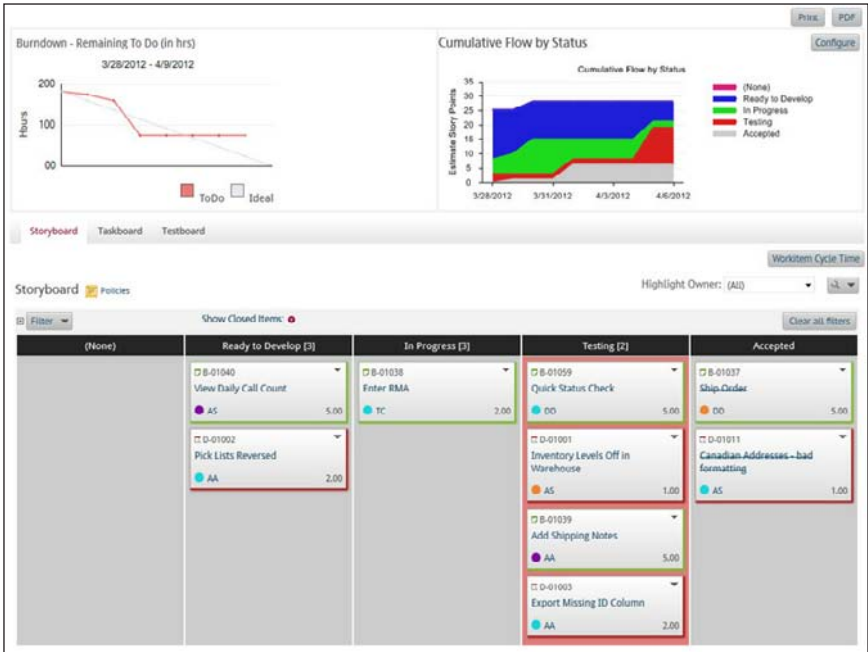 Print PDF
Burndown - Remaining To Do (in hrs)
3/28/2012 - 4/9/2012
200
100
00
Hours
ToDo Ideal
Cumulative Flow by Status
Configure
Cumulative Flow by Status
35
30
25
20
15
10
5
0
Estimate Story Points
3/28/2012 3/31/2012 4/3/2012 4/6/2012
(None)
Ready to Develop
In Progress
Testing
Accepted
Storyboard Taskboard Testboard
Workitem Cycle Time
Storyboard Policies
Highlight Owner: (All)
Filter
Show Closed Items:
Clear all filters
(None) Ready to Develop [3] In Progress [3] Testing [2] Accepted
B-01040
View Daily Call Count
AS 5.00
D-01002
Pick Lists Reversed
AA 2.00
B-01038
Enter RMA
TC 2.00
B-01059
Quick Status Check
DD 5.00
D-01001
Inventory Levels Off in
Warehouse
AS 1.00
B-01039
Add Shipping Notes
AA 5.00
D-01003
Export Missing ID Column
AA 2.00
B-01037
Ship Order
DD 5.00
D-01011
Canadian Addresses - bad
formatting
AS 1.00